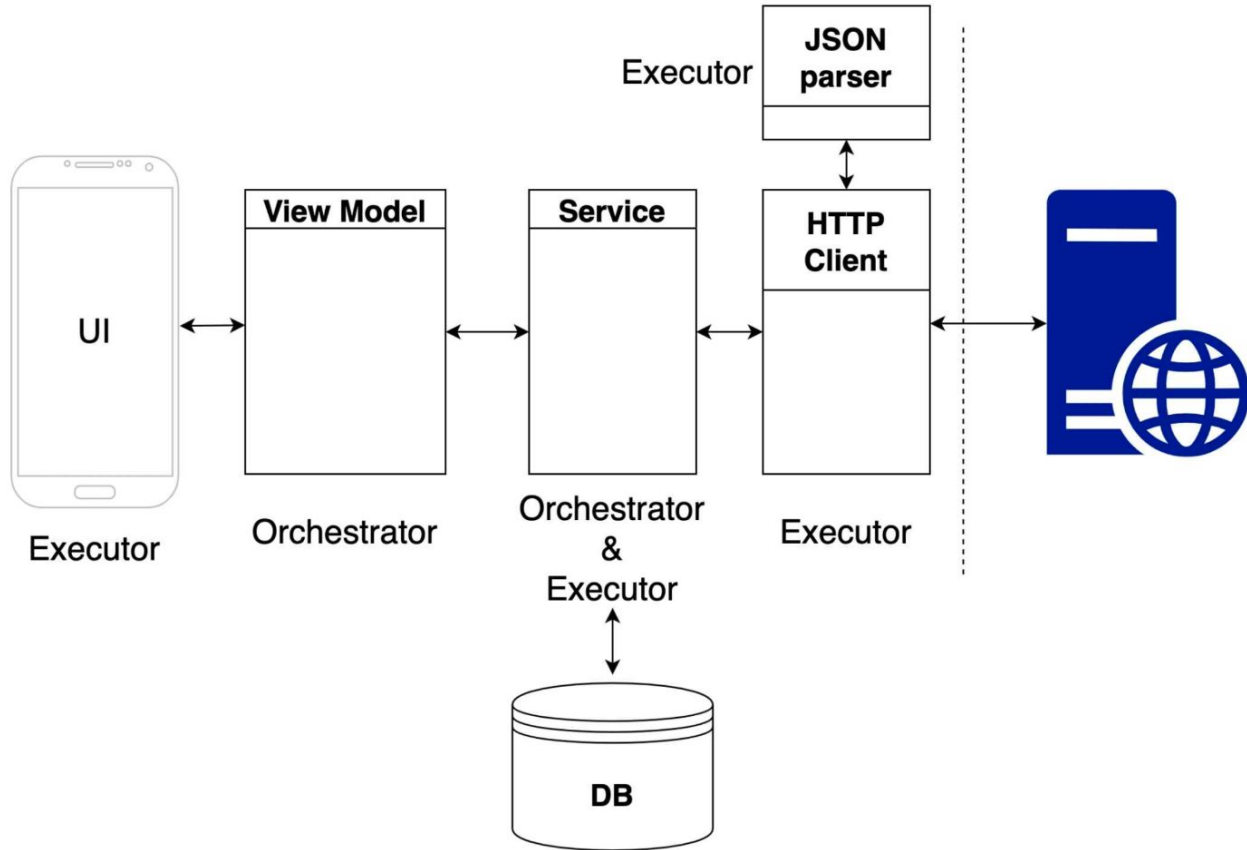 Executor
JSON
parser
UI
View Model
Service
HTTP
Client
Executor
Orchestrator
Orchestrator
&
Executor
Executor
DB